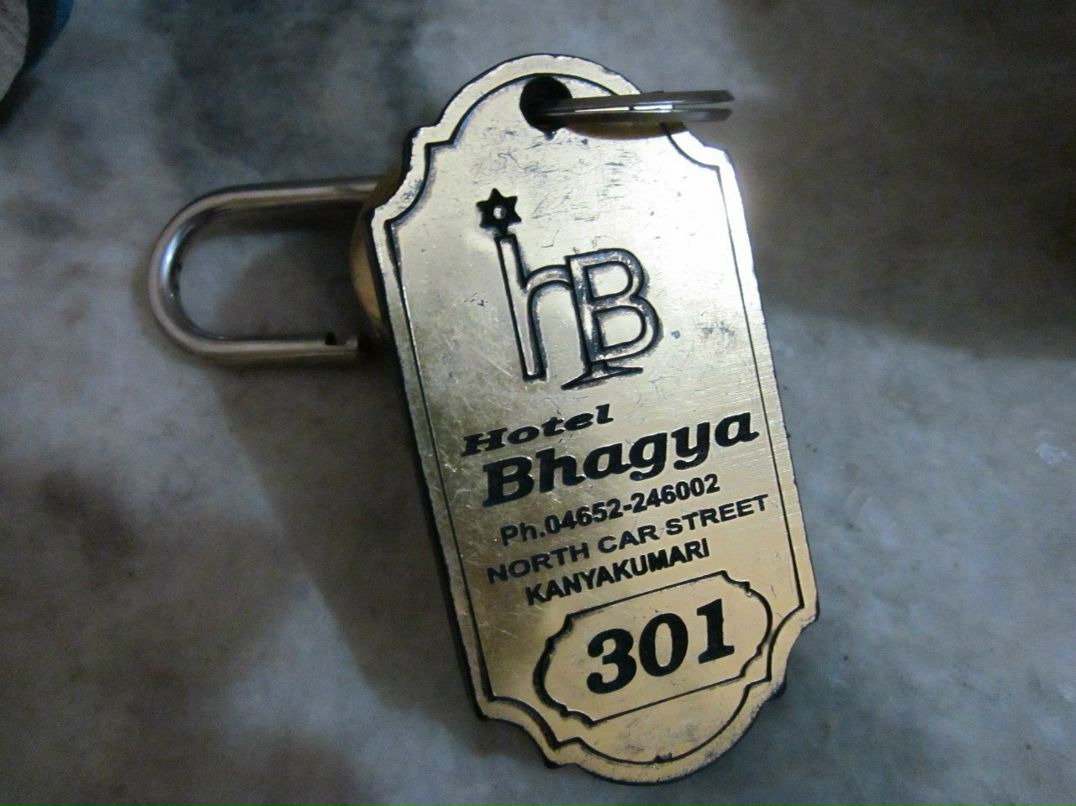 hB
Hotel
Bhagya
Ph.04652-246002
NORTH CAR STREET
KANYAKUMARI
301